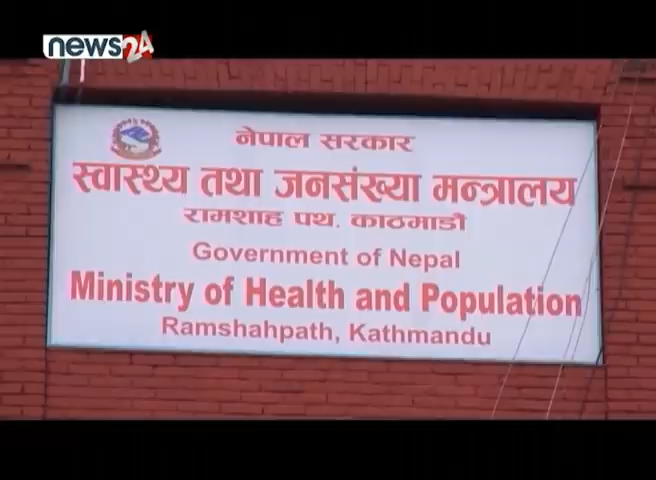 news24
नेपाल सरकार
स्वास्थ्य तथा जनसंख्या मन्त्रालय
रामशाह पथ. काठमाडौं
Government of Nepal
Ministry of Health and Population
Ramshahpath, Kathmandu